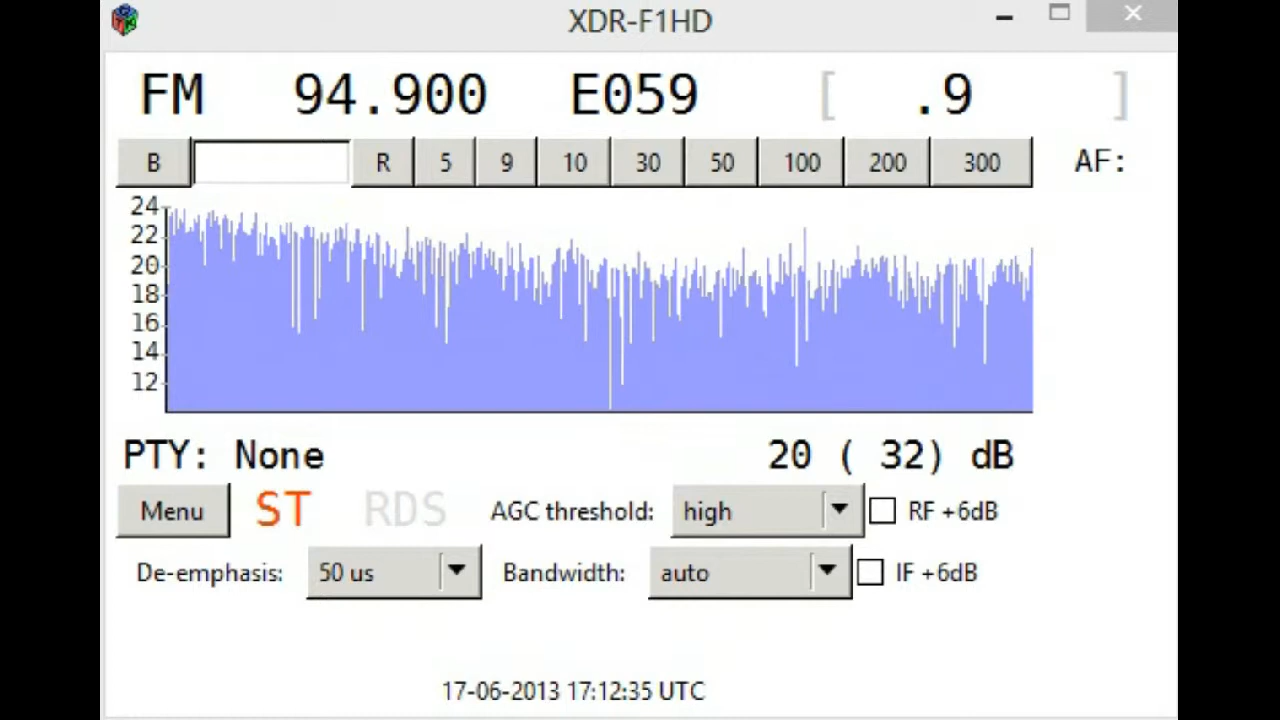 XDR-F1HD
FM 94.900 E059 [ .9 ]
B R 5 9 10 30 50 100 200 300 AF:
24
22
20
18
16
14
12
PTY: None 20 ( 32) dB
Menu ST RDS AGC threshold: high RF +6dB
De-emphasis: 50 us Bandwidth: auto IF +6dB
17-06-2013 17:12:35 UTC